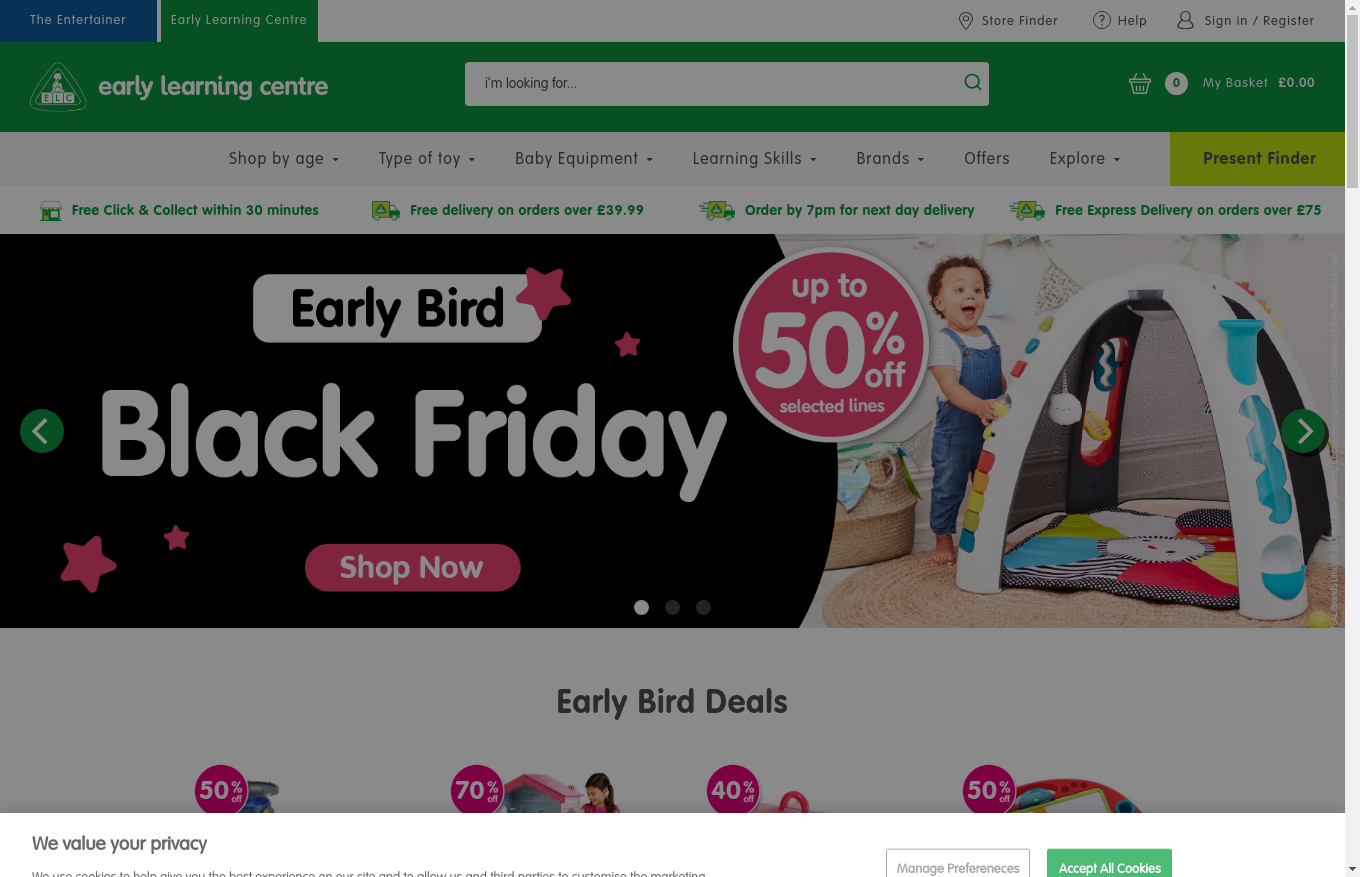 The Entertainer
Early Learning Centre
Store Finder
Help
Sign in / Register
ELC
early learning centre
i'm looking for...
0
My Basket £0.00
Shop by age
Type of toy
Baby Equipment
Learning Skills
Brands
Offers
Explore
Present Finder
Free Click & Collect within 30 minutes
Free delivery on orders over £39.99
Order by 7pm for next day delivery
Free Express Delivery on orders over £75
Early Bird
Black Friday
Shop Now
up to
50%
off
selected lines
Early Bird Deals
50%
off
70%
off
40%
off
50%
off
We value your privacy
We use cookies to help give you the best experience on our site and to allow us and third parties to customise the marketing
Manage Prefereneces
Accept All Cookies